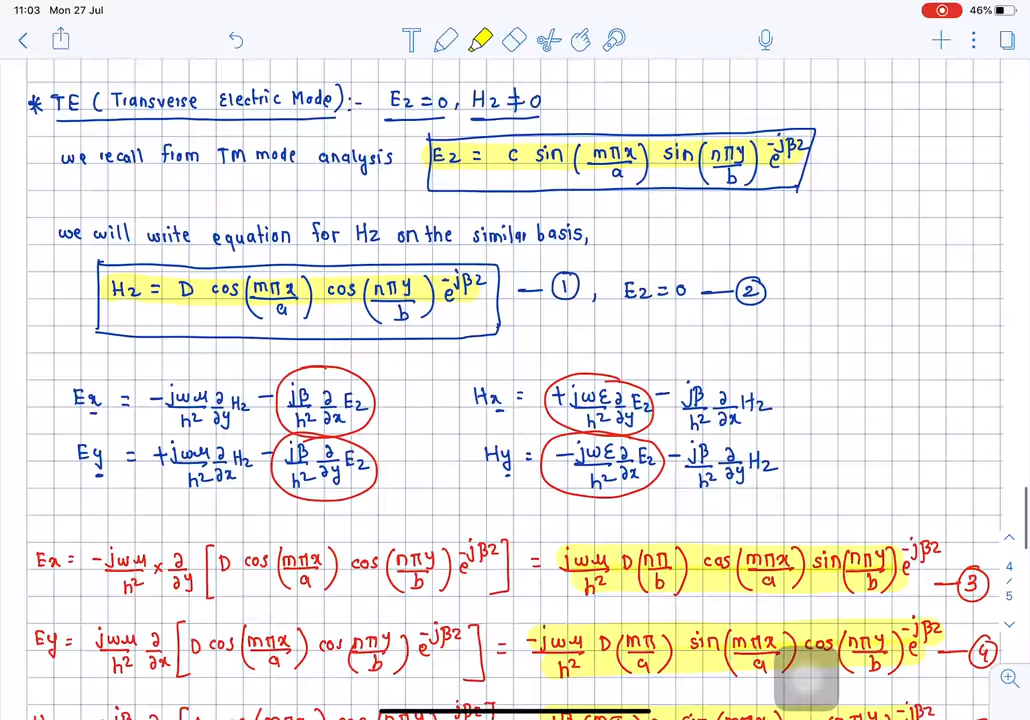 11:03 Mon 27 Jul 46%
* TE (Transverse Electric Mode):- Ez = 0, Hz ≠ 0
we recall from TM mode analysis Ez = C sin(mπx/a) sin(nπy/b) e^-jβz
we will write equation for Hz on the similar basis,
Hz = D cos(mπx/a) cos(nπy/b) e^-jβz — ①, Ez = 0 — ②
Ex = -jωμ/h² ∂/∂y Hz - jβ/h² ∂/∂x Ez Hx = +jωε/h² ∂/∂y Ez - jβ/h² ∂/∂x Hz
Ey = +jωμ/h² ∂/∂x Hz - jβ/h² ∂/∂y Ez Hy = -jωε/h² ∂/∂x Ez - jβ/h² ∂/∂y Hz
Ex = -jωμ/h² × ∂/∂y [D cos(mπx/a) cos(nπy/b) e^-jβz] = jωμ/h² D(nπ/b) cos(mπx/a) sin(nπy/b) e^-jβz — ③
4/5
Ey = jωμ/h² ∂/∂x [D cos(mπx/a) cos(nπy/b) e^-jβz] = -jωμ/h² D(mπ/a) sin(mπx/a) cos(nπy/b) e^-jβz — ④